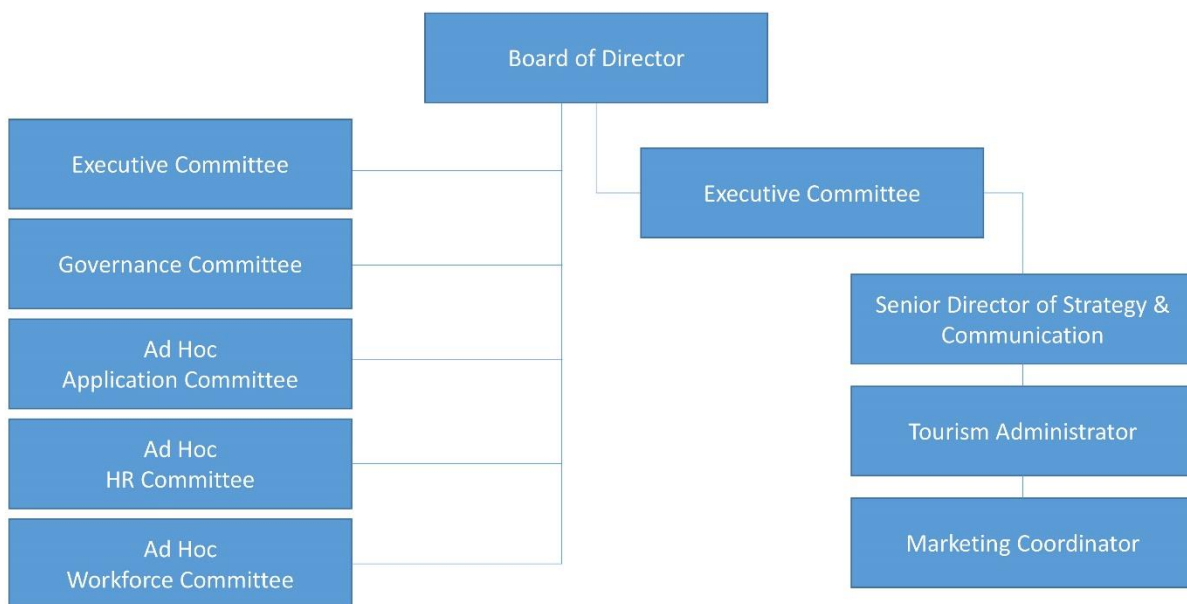 Board of Director
Executive Committee
Governance Committee
Ad Hoc
Application Committee
Ad Hoc
HR Committee
Ad Hoc
Workforce Committee
Executive Committee
Senior Director of Strategy &
Communication
Tourism Administrator
Marketing Coordinator